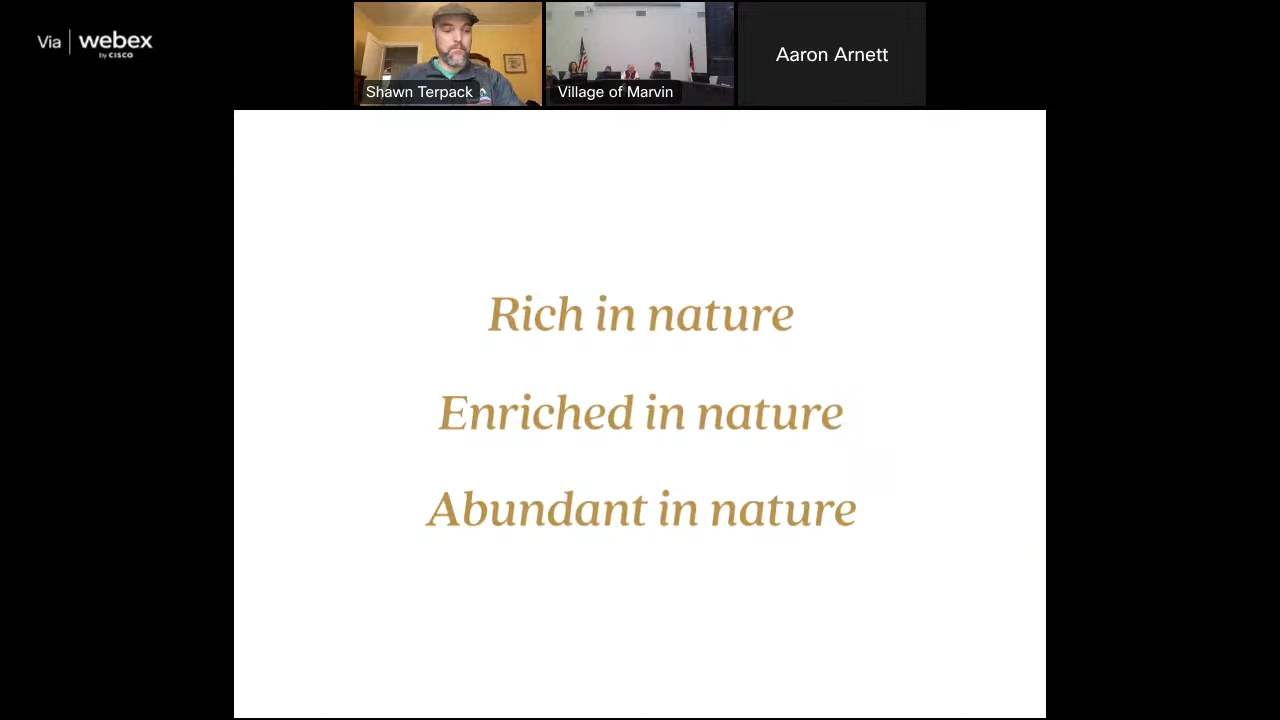 Via webex
by CISCO
Shawn Terpack
Village of Marvin
Aaron Arnett
Rich in nature
Enriched in nature
Abundant in nature